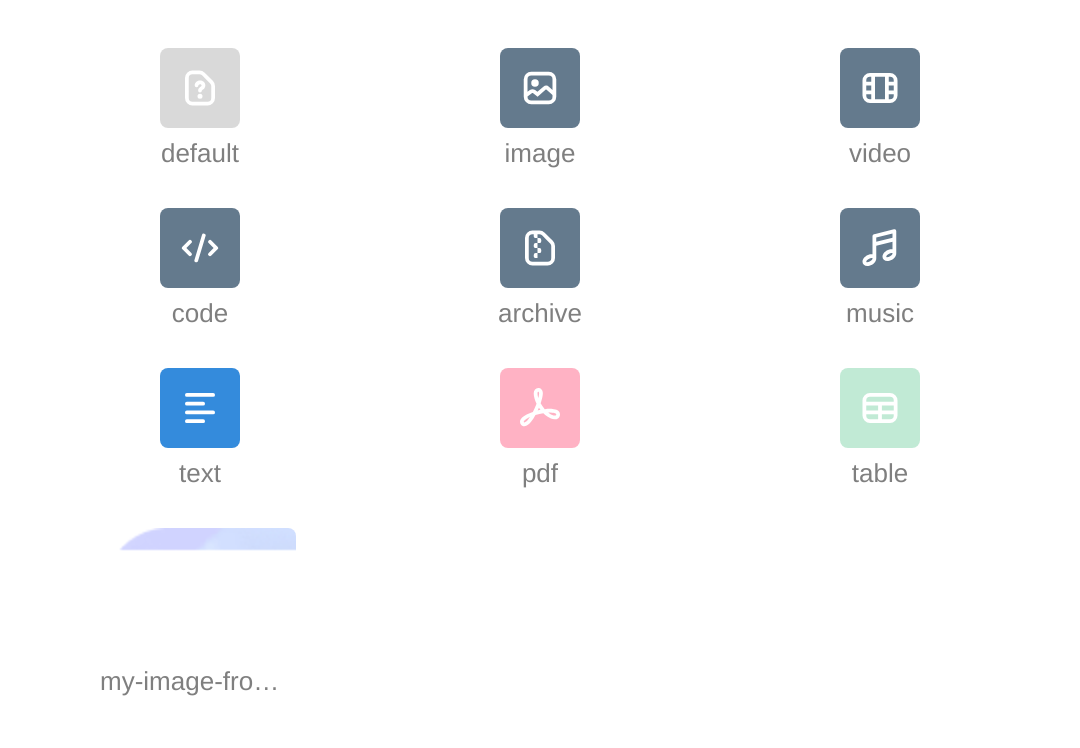 default
image
video
code
archive
music
text
pdf
table
my-image-fro…